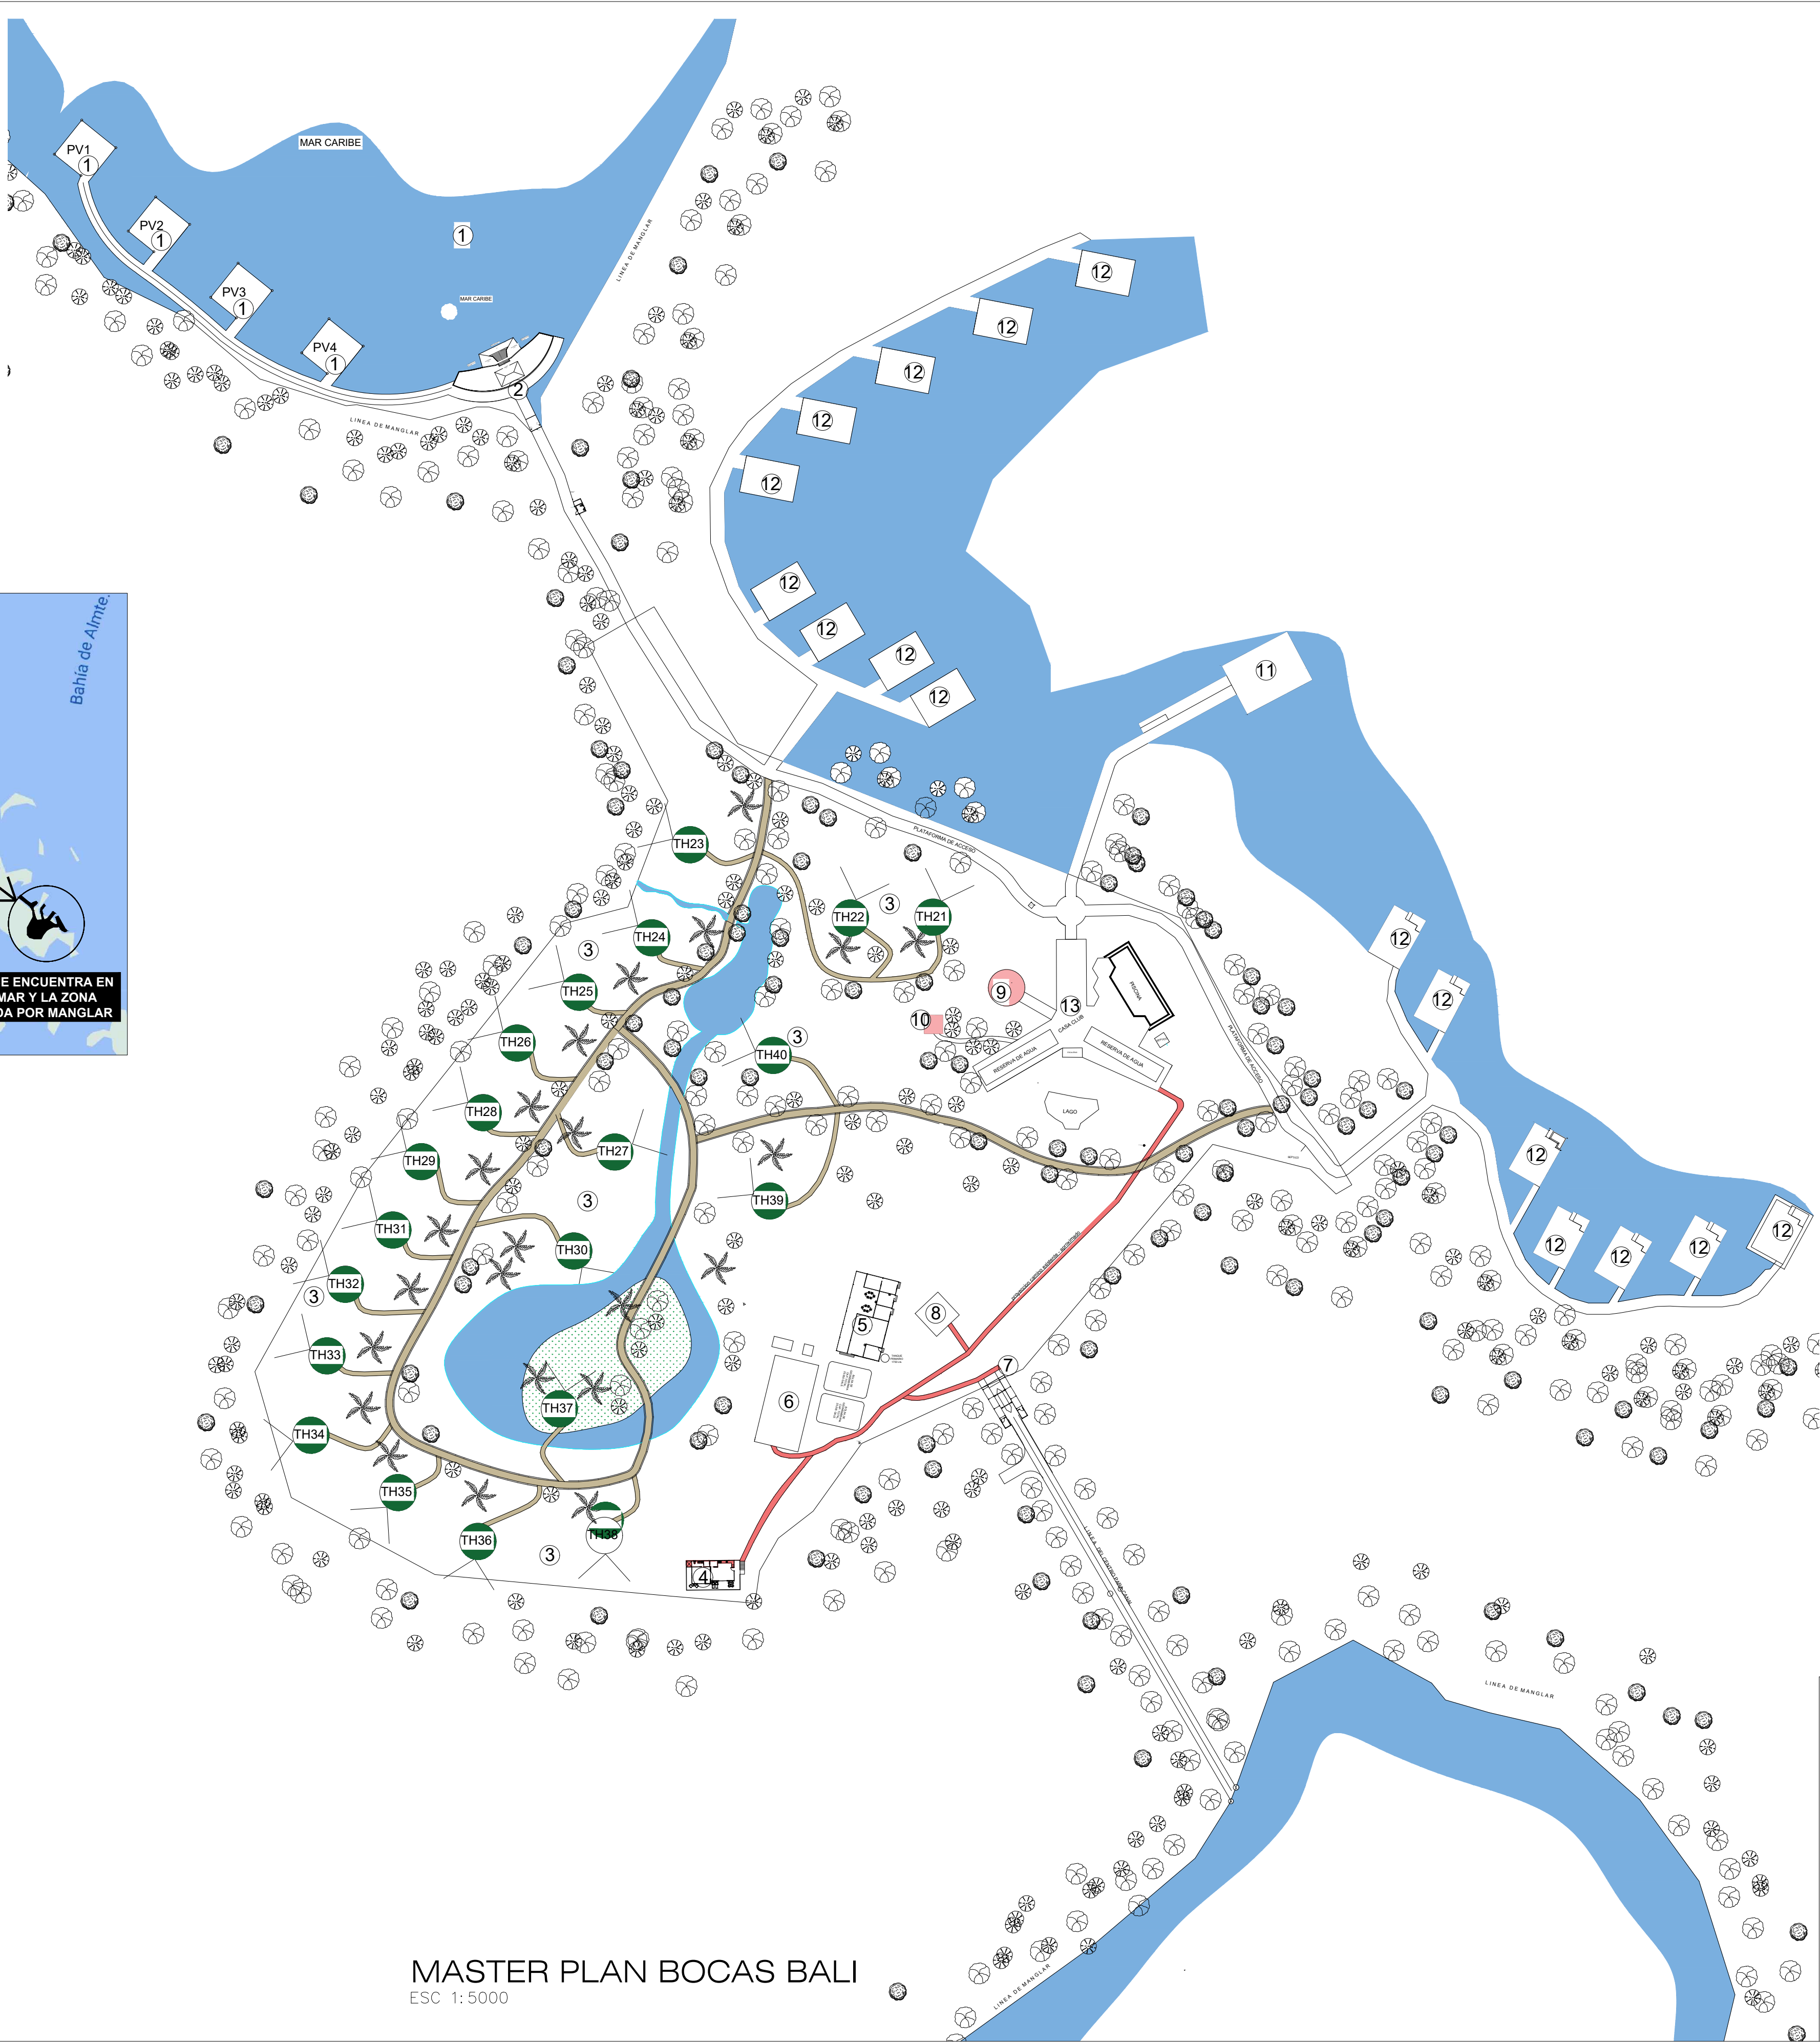 MAR CARIBE
PV1
1
PV2
1
1
PV3
1
MAR CARIBE
PV4
1
2
LINEA DE MANGLAR
LINEA DE MANGLAR
12
12
12
12
12
12
12
12
12
11
Bahía de Almte.
E ENCUENTRA EN
MAR Y LA ZONA
DA POR MANGLAR
PLATAFORMA DE ACCESO
TH23
TH22
3
TH21
TH24
3
TH25
TH26
TH40
3
TH28
TH27
TH29
3
TH39
TH31
TH30
TH32
3
TH33
TH37
TH34
TH35
TH36
TH38
3
9
10
13
CASA CLUB
PISCINA
RESERVA DE AGUA
RESERVA DE AGUA
LAGO
PLATAFORMA DE ACCESO
12
12
12
12
12
12
12
5
8
7
6
4
LINEA DE MANGLAR
LINEA DE MANGLAR
MASTER PLAN BOCAS BALI
ESC 1:5000